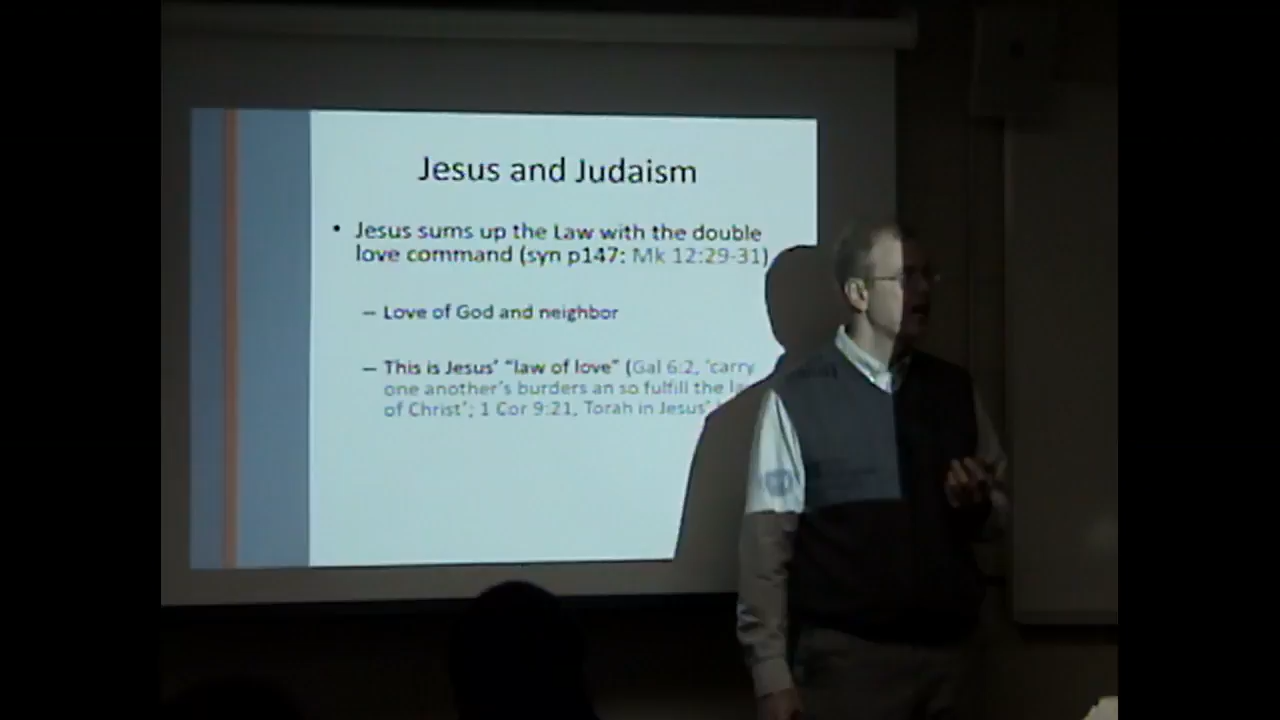 Jesus and Judaism
• Jesus sums up the Law with the double
love command (syn p147: Mk 12:29-31)
– Love of God and neighbor
– This is Jesus' "law of love" (Gal 6:2, 'carry
one another's burders an so fulfill the
of Christ'; 1 Cor 9:21, Torah in Jesus'